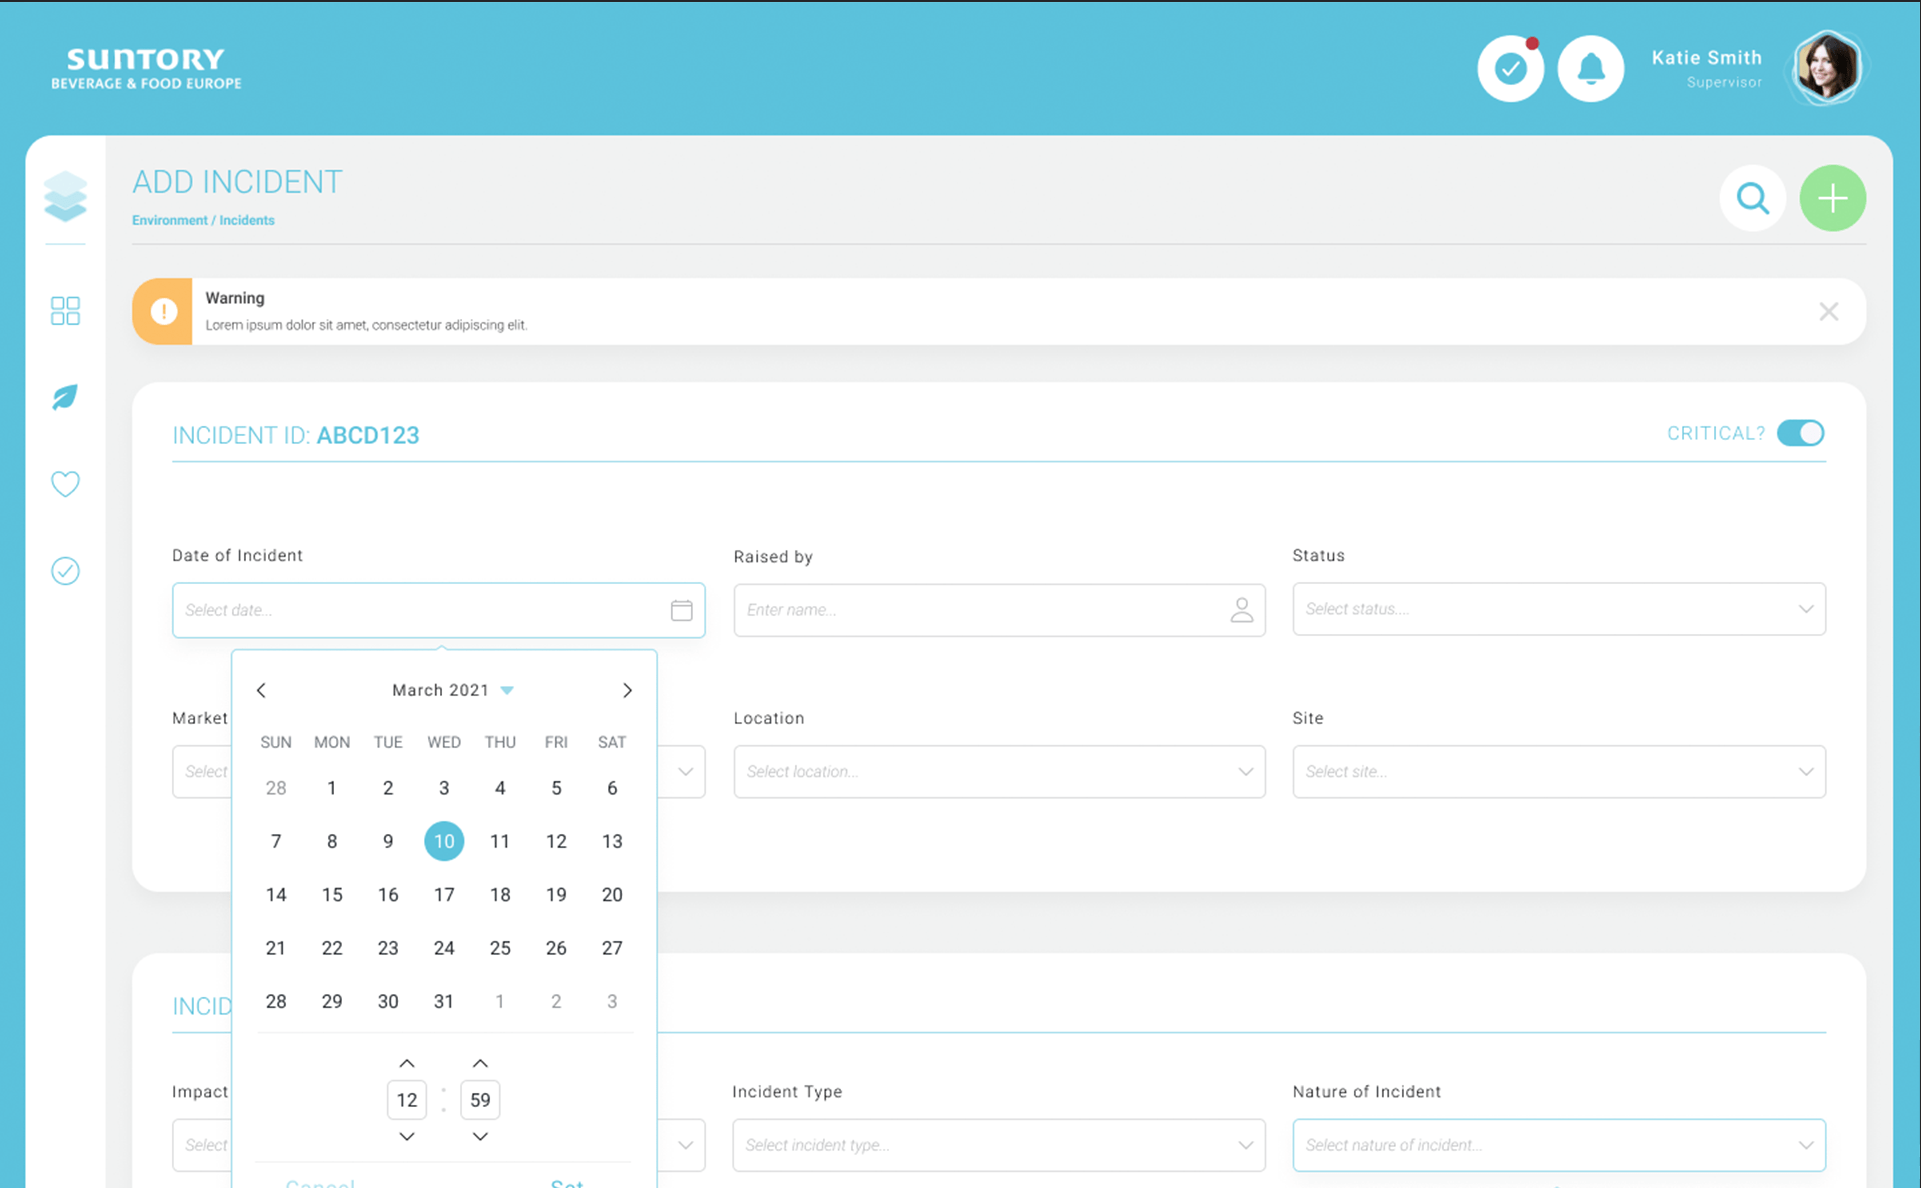 SUNTORY
BEVERAGE & FOOD EUROPE
Katie Smith
Supervisor
ADD INCIDENT
Environment / Incidents
Warning
Lorem ipsum dolor sit amet, consectetur adipiscing elit.
INCIDENT ID: ABCD123
CRITICAL?
Date of Incident
Raised by
Status
Select date...
Enter name...
Select status....
March 2021
Market
Location
Site
SUN MON TUE WED THU FRI SAT
Select
Select location...
Select site...
28 1 2 3 4 5 6
7 8 9 10 11 12 13
14 15 16 17 18 19 20
21 22 23 24 25 26 27
28 29 30 31 1 2 3
INCID
Impact
Incident Type
Nature of Incident
12 : 59
Select
Select incident type...
Select nature of incident...
Cancel
Set